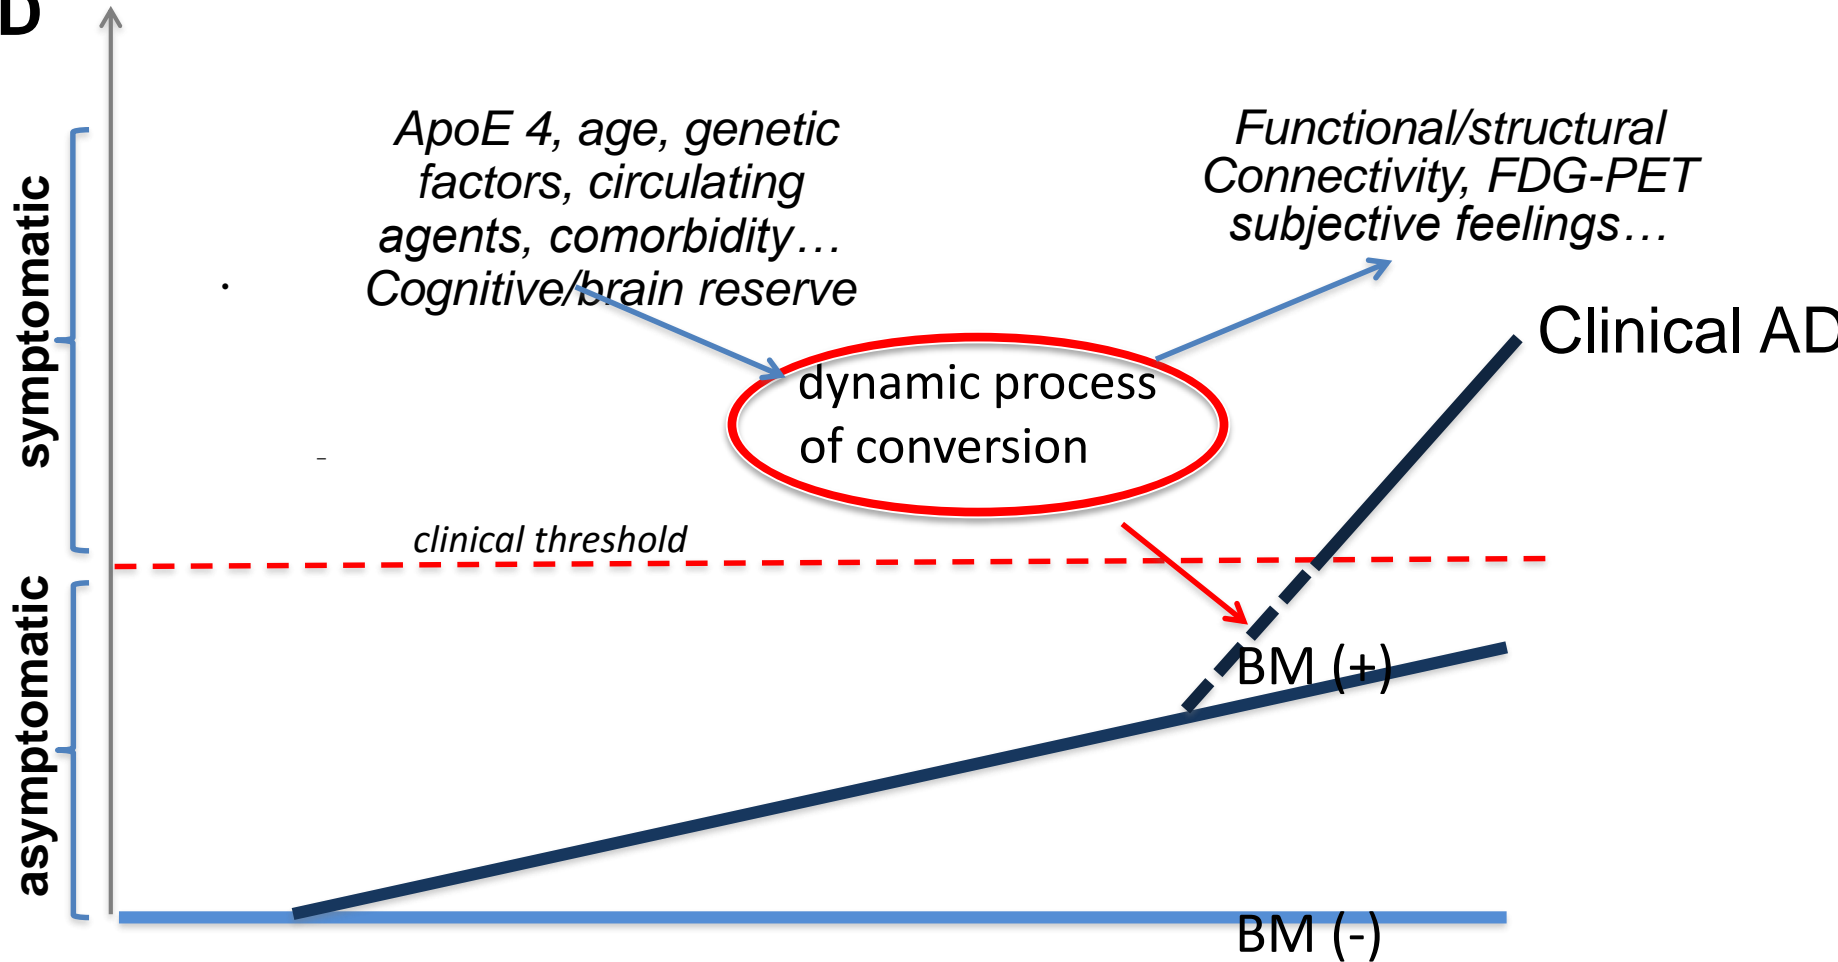 D
ApoE 4, age, genetic
factors, circulating
agents, comorbidity…
Cognitive/brain reserve
Functional/structural
Connectivity, FDG-PET
subjective feelings…
symptomatic
Clinical AD
dynamic process
of conversion
clinical threshold
asymptomatic
BM (+)
BM (-)